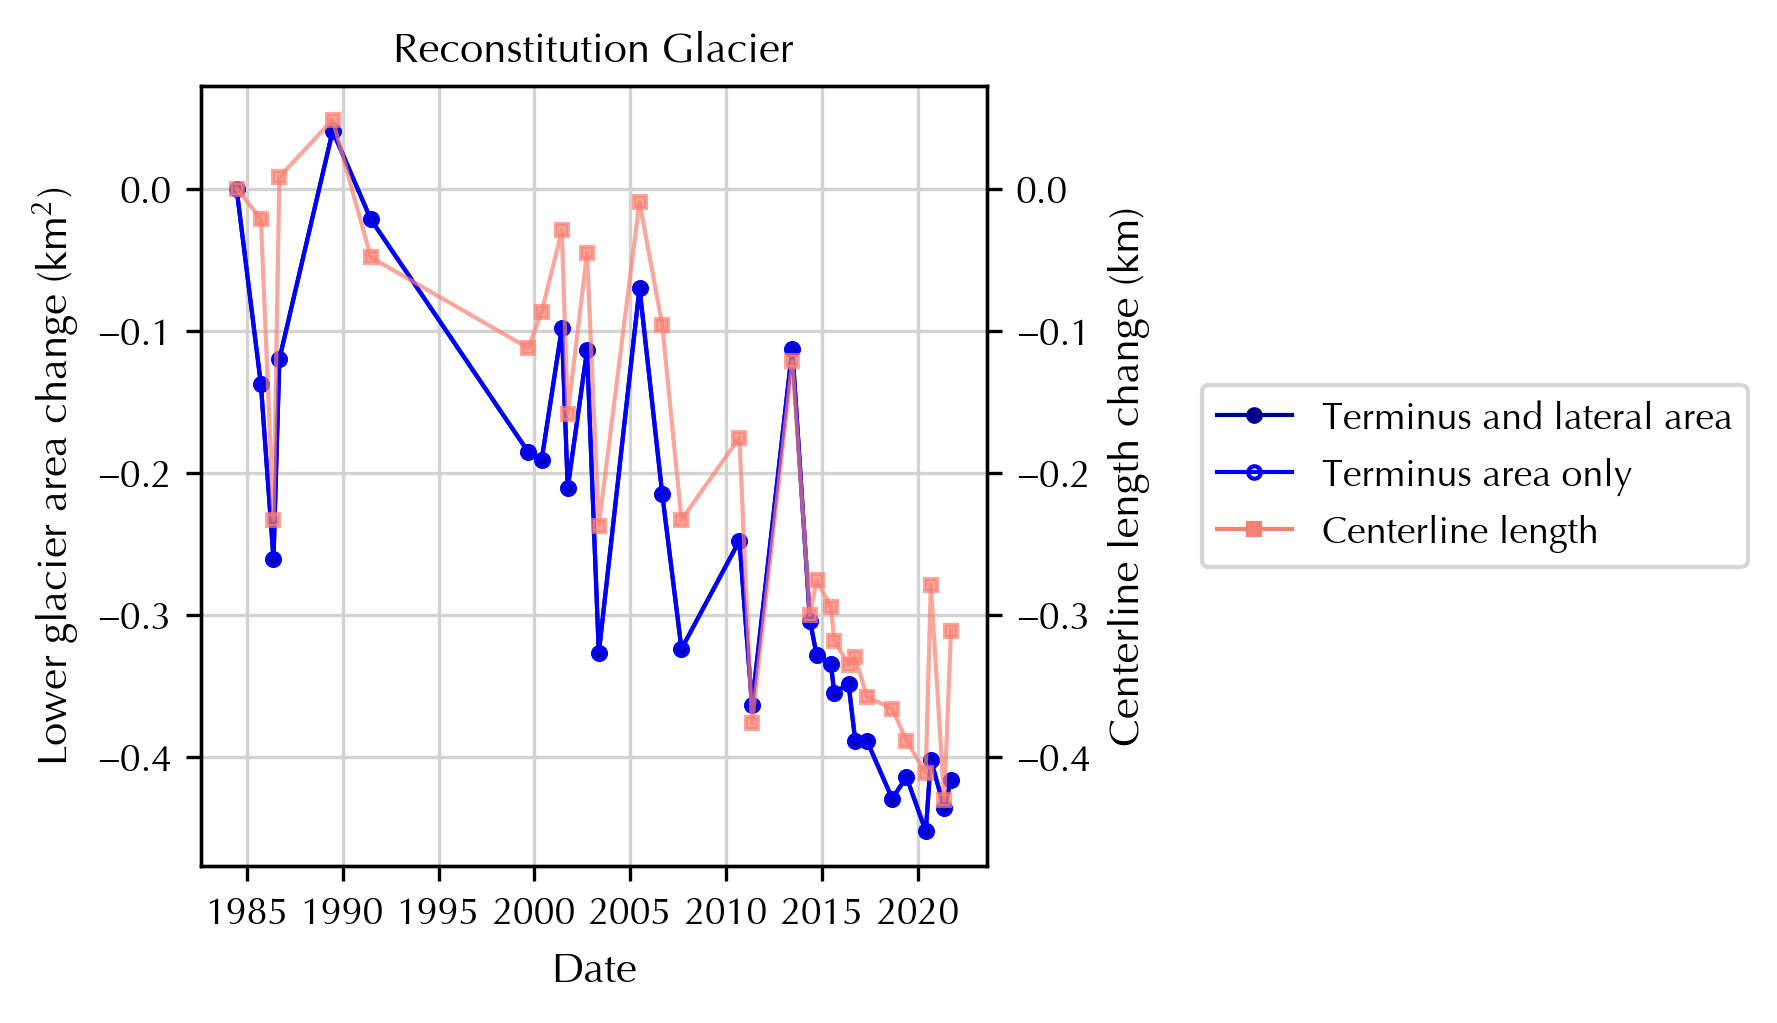 Reconstitution Glacier
Lower glacier area change (km²)
0.0
−0.1
−0.2
−0.3
−0.4
0.0
−0.1
−0.2
−0.3
−0.4
Centerline length change (km)
1985 1990 1995 2000 2005 2010 2015 2020
Date
Terminus and lateral area
Terminus area only
Centerline length